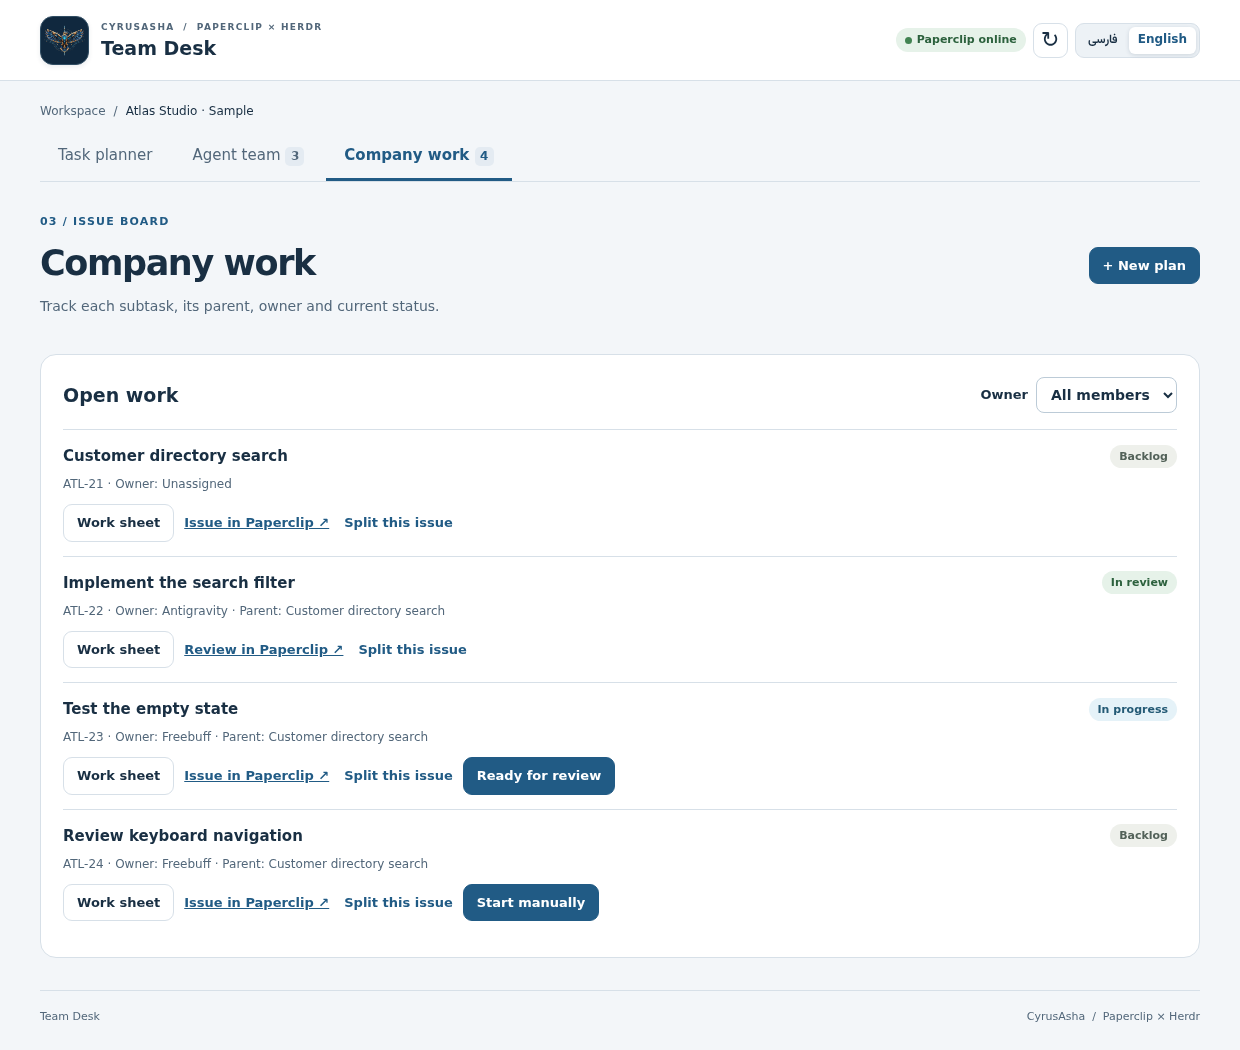 CYRUSASHA / PAPERCLIP × HERDR
Team Desk
Paperclip online
↻
فارسی
English
Workspace / Atlas Studio · Sample
Task planner
Agent team 3
Company work 4
03 / ISSUE BOARD
Company work
+ New plan
Track each subtask, its parent, owner and current status.
Open work
Owner
All members
Customer directory search
Backlog
ATL-21 · Owner: Unassigned
Work sheet
Issue in Paperclip ↗
Split this issue
Implement the search filter
In review
ATL-22 · Owner: Antigravity · Parent: Customer directory search
Work sheet
Review in Paperclip ↗
Split this issue
Test the empty state
In progress
ATL-23 · Owner: Freebuff · Parent: Customer directory search
Work sheet
Issue in Paperclip ↗
Split this issue
Ready for review
Review keyboard navigation
Backlog
ATL-24 · Owner: Freebuff · Parent: Customer directory search
Work sheet
Issue in Paperclip ↗
Split this issue
Start manually
Team Desk
CyrusAsha / Paperclip × Herdr